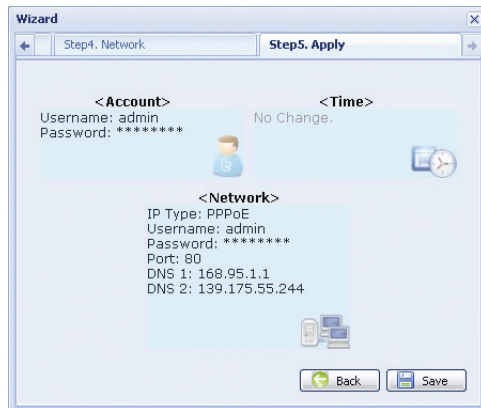 Wizard
Step4. Network
Step5. Apply
<Account>
Username: admin
Password: ********
<Time>
No Change.
<Network>
IP Type: PPPoE
Username: admin
Password: ********
Port: 80
DNS 1: 168.95.1.1
DNS 2: 139.175.55.244
Back
Save